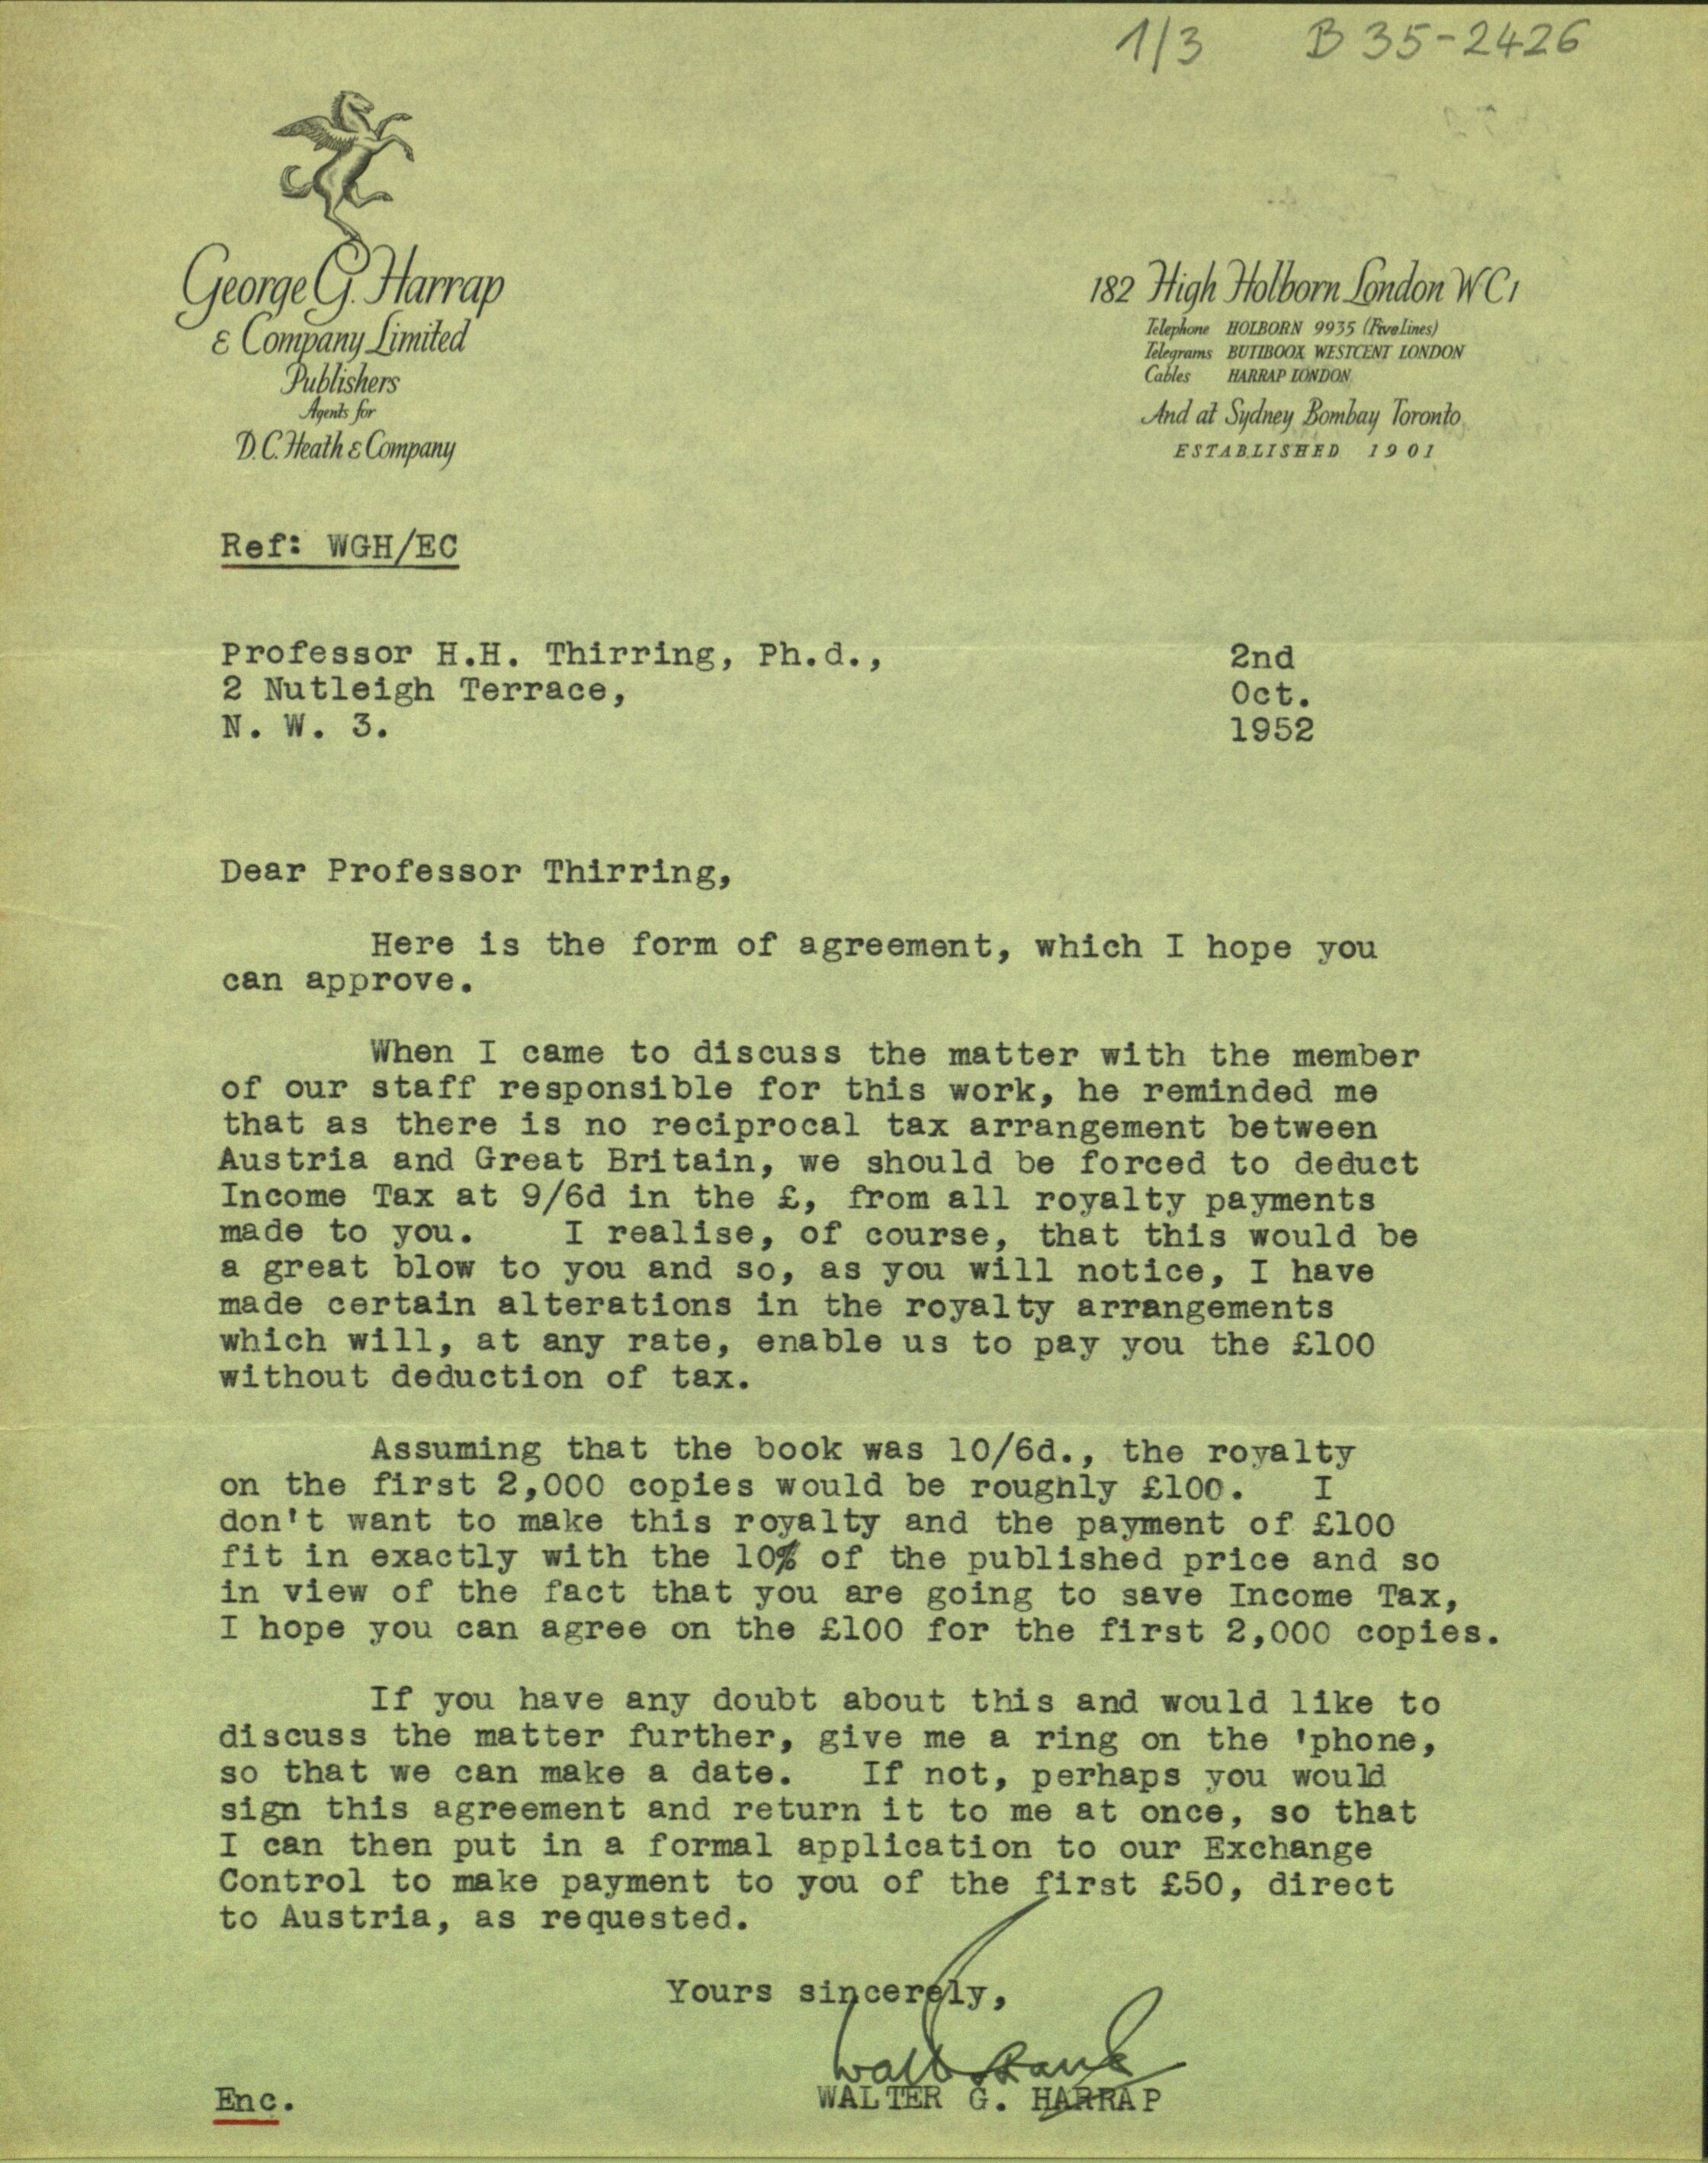 1/3 B 35-2426
George G. Harrap
& Company Limited
Publishers
Agents for
D.C. Heath & Company
182 High Holborn London WC1
Telephone HOLBORN 9935 (Five Lines)
Telegrams BUTIBOOX WESTCENT LONDON
Cables HARRAP LONDON
And at Sydney Bombay Toronto
ESTABLISHED 1901
Ref: WGH/EC
Professor H.H. Thirring, Ph.d.,
2 Nutleigh Terrace,
N. W. 3.
2nd
Oct.
1952
Dear Professor Thirring,
Here is the form of agreement, which I hope you
can approve.
When I came to discuss the matter with the member
of our staff responsible for this work, he reminded me
that as there is no reciprocal tax arrangement between
Austria and Great Britain, we should be forced to deduct
Income Tax at 9/6d in the £, from all royalty payments
made to you. I realise, of course, that this would be
a great blow to you and so, as you will notice, I have
made certain alterations in the royalty arrangements
which will, at any rate, enable us to pay you the £100
without deduction of tax.
Assuming that the book was 10/6d., the royalty
on the first 2,000 copies would be roughly £100. I
don't want to make this royalty and the payment of £100
fit in exactly with the 10% of the published price and so
in view of the fact that you are going to save Income Tax,
I hope you can agree on the £100 for the first 2,000 copies.
If you have any doubt about this and would like to
discuss the matter further, give me a ring on the 'phone,
so that we can make a date. If not, perhaps you would
sign this agreement and return it to me at once, so that
I can then put in a formal application to our Exchange
Control to make payment to you of the first £50, direct
to Austria, as requested.
Yours sincerely,
WALTER G. HARRAP
Enc.